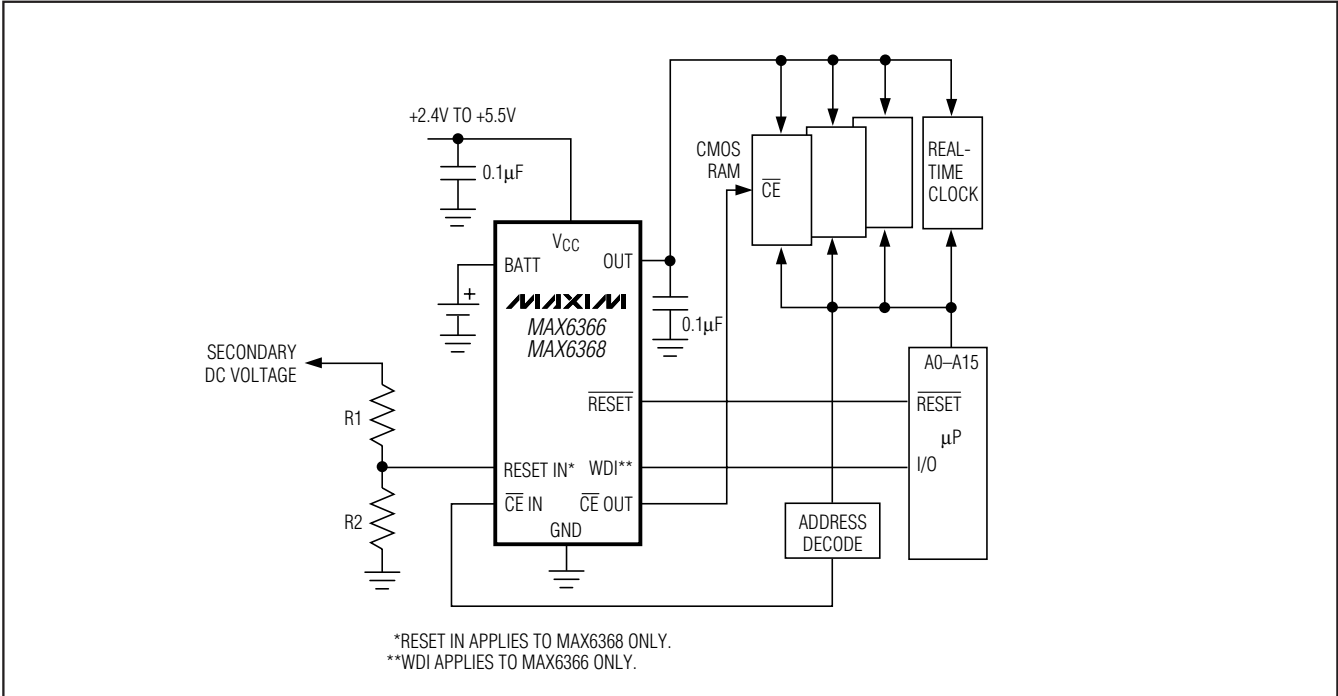 +2.4V TO +5.5V
0.1µF
CMOS
RAM
CE
REAL-
TIME
CLOCK
VCC
BATT
OUT
+
MAXIM
MAX6366
MAX6368
0.1µF
SECONDARY
DC VOLTAGE
R1
R2
RESET
RESET IN*
WDI**
CE IN
CE OUT
GND
A0–A15
RESET
µP
I/O
ADDRESS
DECODE
*RESET IN APPLIES TO MAX6368 ONLY.
**WDI APPLIES TO MAX6366 ONLY.